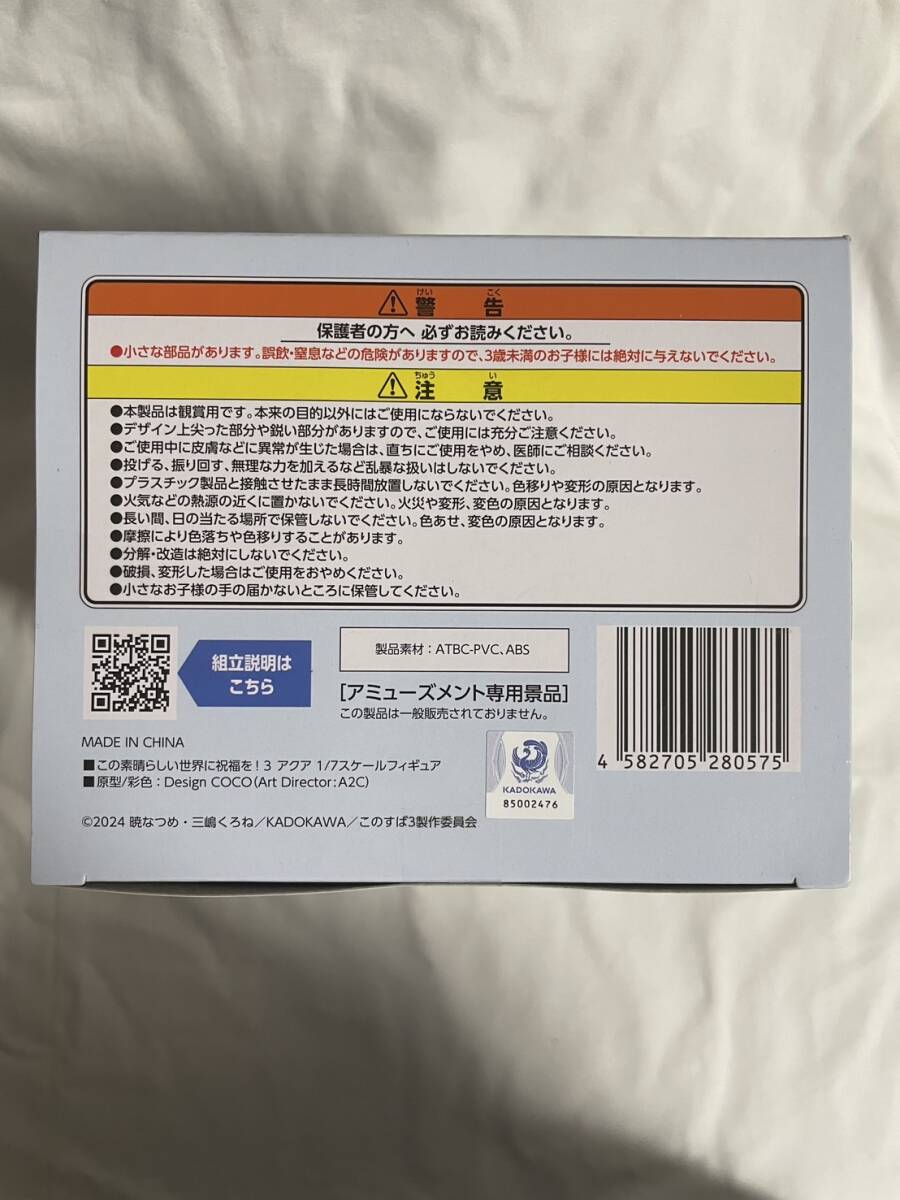 けい こく
⚠警 告
保護者の方へ 必ずお読みください。
●小さな部品があります。誤飲・窒息などの危険がありますので、3歳未満のお子様には絶対に与えないでください。
ちゅう い
⚠注 意
●本製品は観賞用です。本来の目的以外にはご使用にならないでください。
●デザイン上尖った部分や鋭い部分がありますので、ご使用には充分ご注意ください。
●ご使用中に皮膚などに異常が生じた場合は、直ちにご使用をやめ、医師にご相談ください。
●投げる、振り回す、無理な力を加えるなど乱暴な扱いはしないでください。
●プラスチック製品と接触させたまま長時間放置しないでください。色移りや変形の原因となります。
●火気などの熱源の近くに置かないでください。火災や変形、変色の原因となります。
●長い間、日の当たる場所で保管しないでください。色あせ、変色の原因となります。
●摩擦により色落ちや色移りすることがあります。
●分解・改造は絶対にしないでください。
●破損、変形した場合はご使用をおやめください。
●小さなお子様の手の届かないところに保管してください。
組立説明は
こちら
製品素材：ATBC-PVC、ABS
[アミューズメント専用景品]
この製品は一般販売されておりません。
4 582705 280575
MADE IN CHINA
■この素晴らしい世界に祝福を！3 アクア 1/7スケールフィギュア
■原型/彩色：Design COCO(Art Director:A2C)
KADOKAWA
85002476
©2024 暁なつめ・三嶋くろね／KADOKAWA／このすば3製作委員会